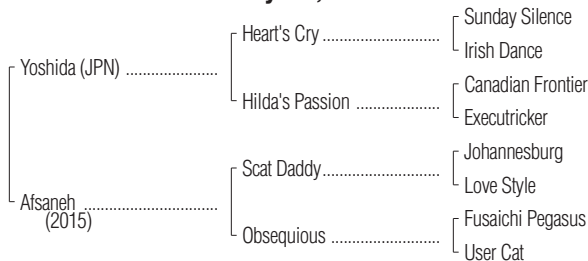 Sunday Silence
Heart's Cry
Irish Dance
Yoshida (JPN)
Canadian Frontier
Hilda's Passion
Executricker
Johannesburg
Scat Daddy
Love Style
Afsaneh
(2015)
Fusaichi Pegasus
Obsequious
User Cat